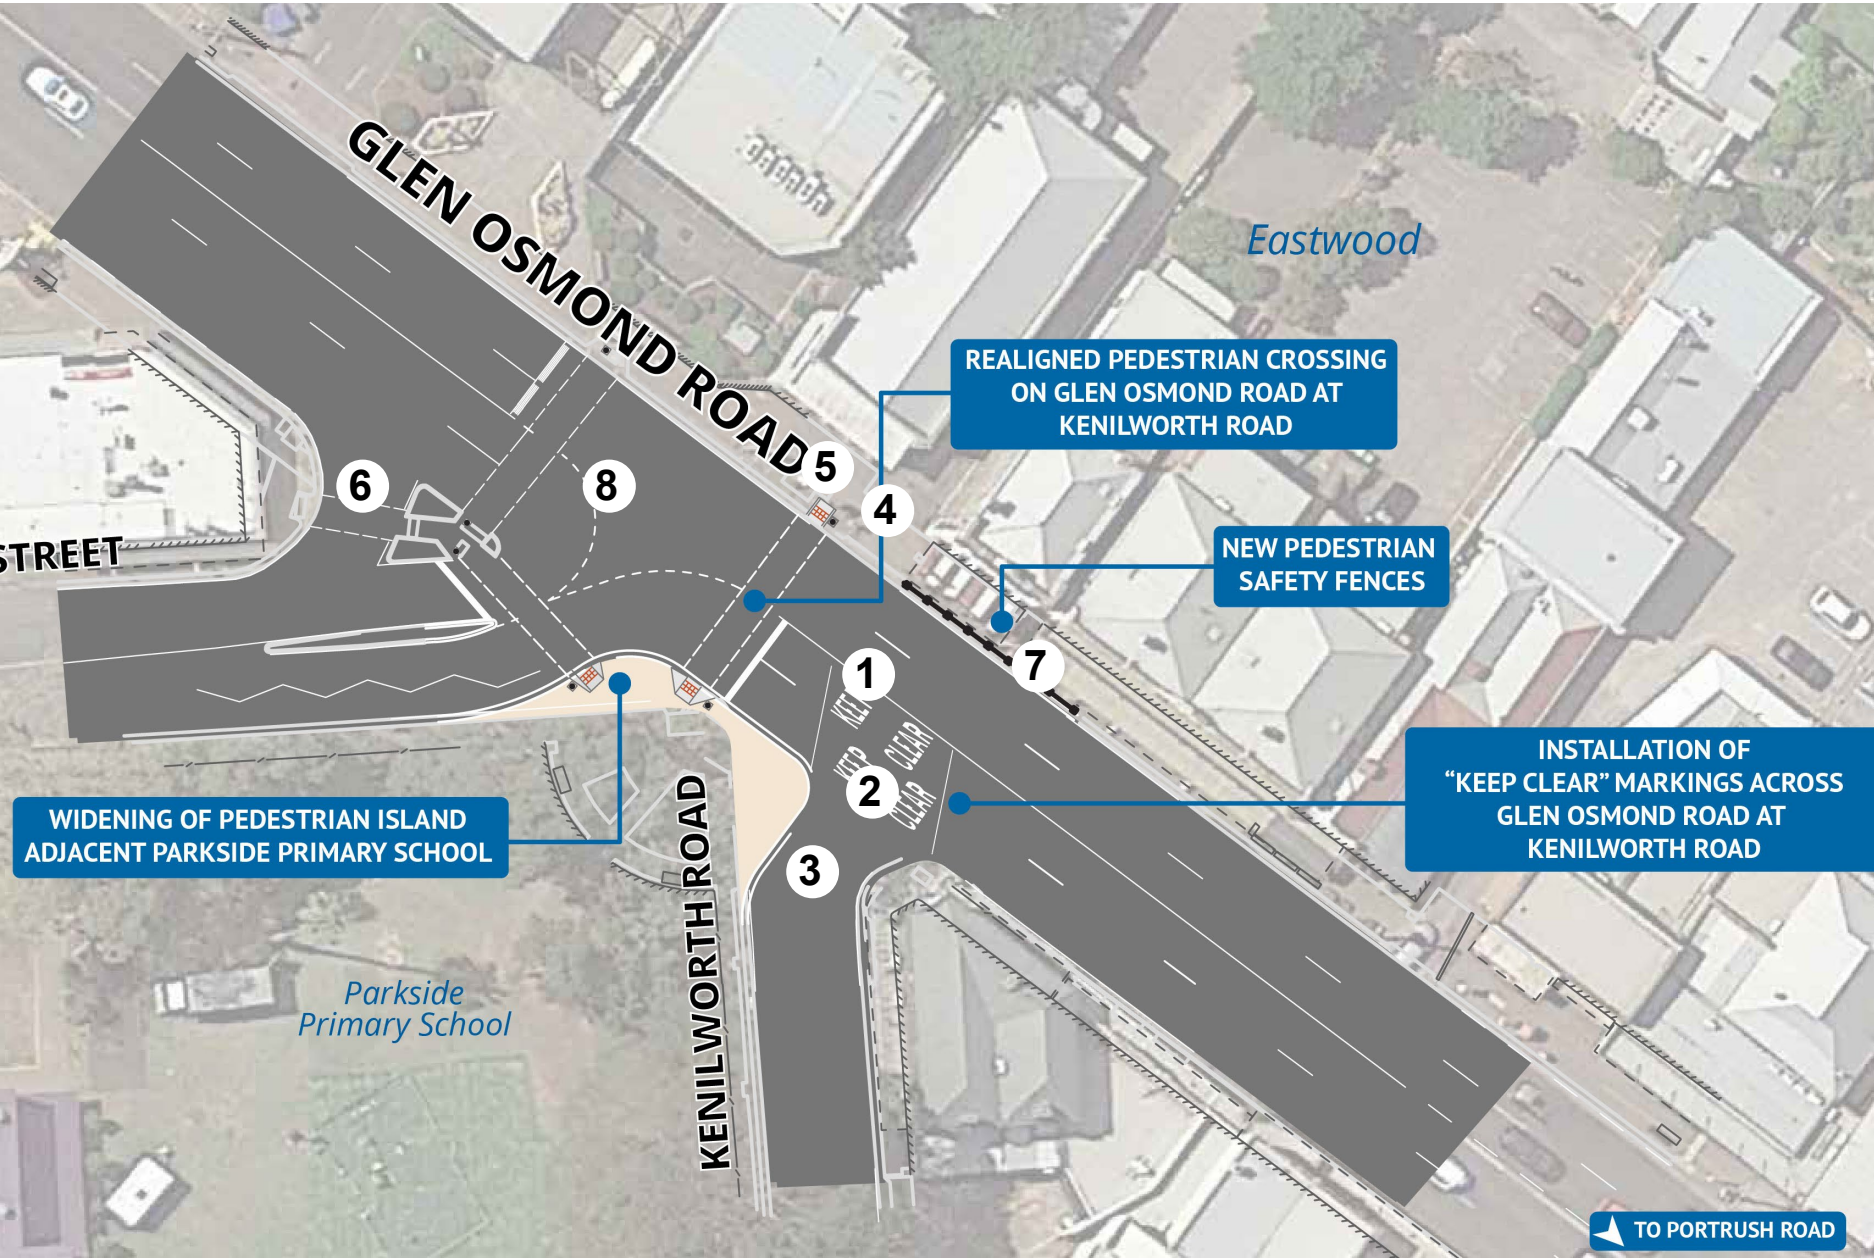 GLEN OSMOND ROAD
Eastwood
REALIGNED PEDESTRIAN CROSSING
ON GLEN OSMOND ROAD AT
KENILWORTH ROAD
5
6
8
4
NEW PEDESTRIAN
SAFETY FENCES
STREET
7
1
KEEP
CLEAR
KEEP
CLEAR
2
INSTALLATION OF
“KEEP CLEAR” MARKINGS ACROSS
GLEN OSMOND ROAD AT
KENILWORTH ROAD
WIDENING OF PEDESTRIAN ISLAND
ADJACENT PARKSIDE PRIMARY SCHOOL
3
KENILWORTH ROAD
Parkside
Primary School
TO PORTRUSH ROAD